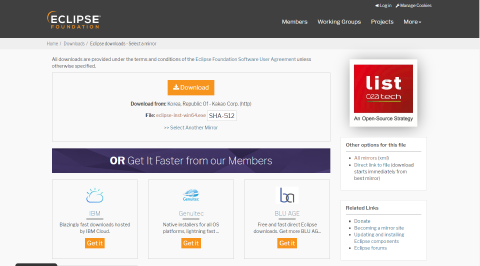 Log in Manage Cookies
ECLIPSE
FOUNDATION
Members Working Groups Projects More
Home / Downloads / Eclipse downloads - Select a mirror
All downloads are provided under the terms and conditions of the Eclipse Foundation Software User Agreement unless
otherwise specified.
Download
Download from: Korea, Republic Of - Kakao Corp. (http)
File: eclipse-inst-win64.exe SHA-512
>> Select Another Mirror
OR Get It Faster from our Members
IBM
Blazingly fast downloads hosted
by IBM Cloud.
Get it
Genuitec
Genuitec
Native installers for all OS
platforms, lightning fast...
Get it
BLU AGE
Free and fast direct Eclipse
downloads. Get more BLU AG...
Get it
list
cea tech
An Open-Source Strategy
Other options for this file
All mirrors (xml)
Direct link to file (download
starts immediately from
best mirror)
Related Links
Donate
Becoming a mirror site
Updating and installing
Eclipse components
Eclipse forums